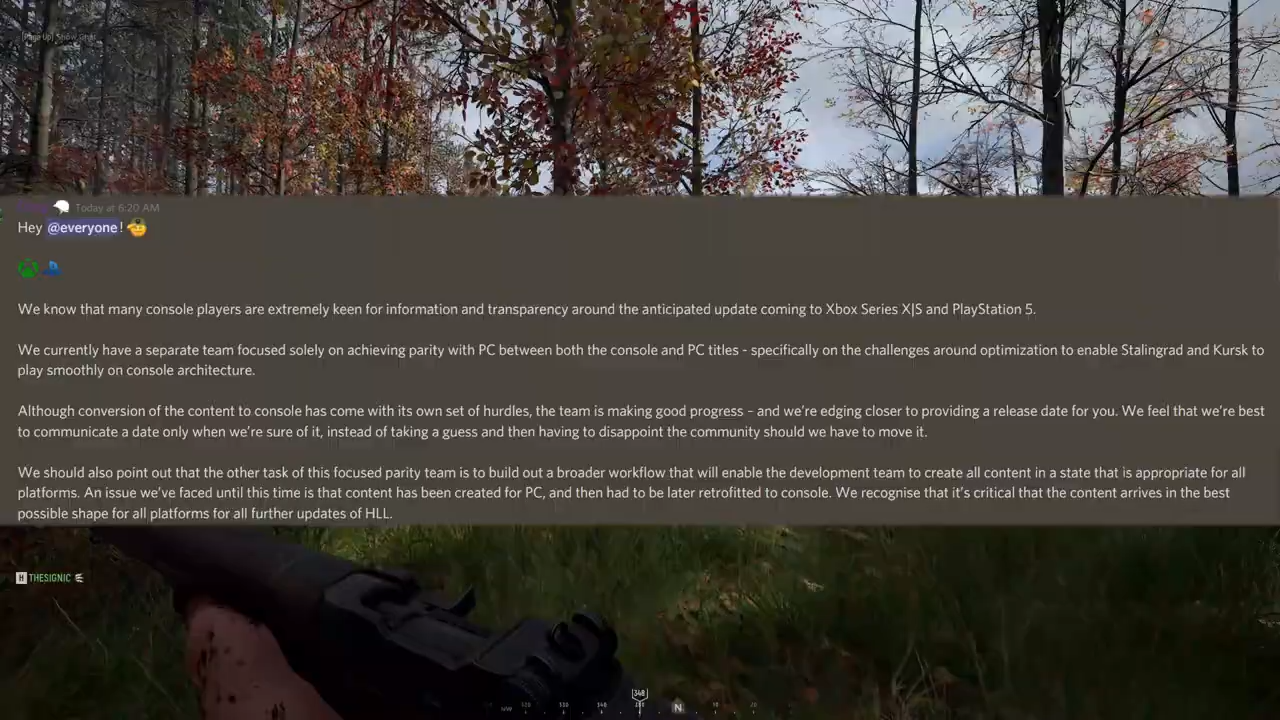 [Page Up] Show Chat
Today at 6:20 AM
Hey @everyone!
We know that many console players are extremely keen for information and transparency around the anticipated update coming to Xbox Series X|S and PlayStation 5.
We currently have a separate team focused solely on achieving parity with PC between both the console and PC titles - specifically on the challenges around optimization to enable Stalingrad and Kursk to
play smoothly on console architecture.
Although conversion of the content to console has come with its own set of hurdles, the team is making good progress – and we're edging closer to providing a release date for you. We feel that we're best
to communicate a date only when we're sure of it, instead of taking a guess and then having to disappoint the community should we have to move it.
We should also point out that the other task of this focused parity team is to build out a broader workflow that will enable the development team to create all content in a state that is appropriate for all
platforms. An issue we've faced until this time is that content has been created for PC, and then had to be later retrofitted to console. We recognise that it's critical that the content arrives in the best
possible shape for all platforms for all further updates of HLL.
H THESIGNIC
348
N